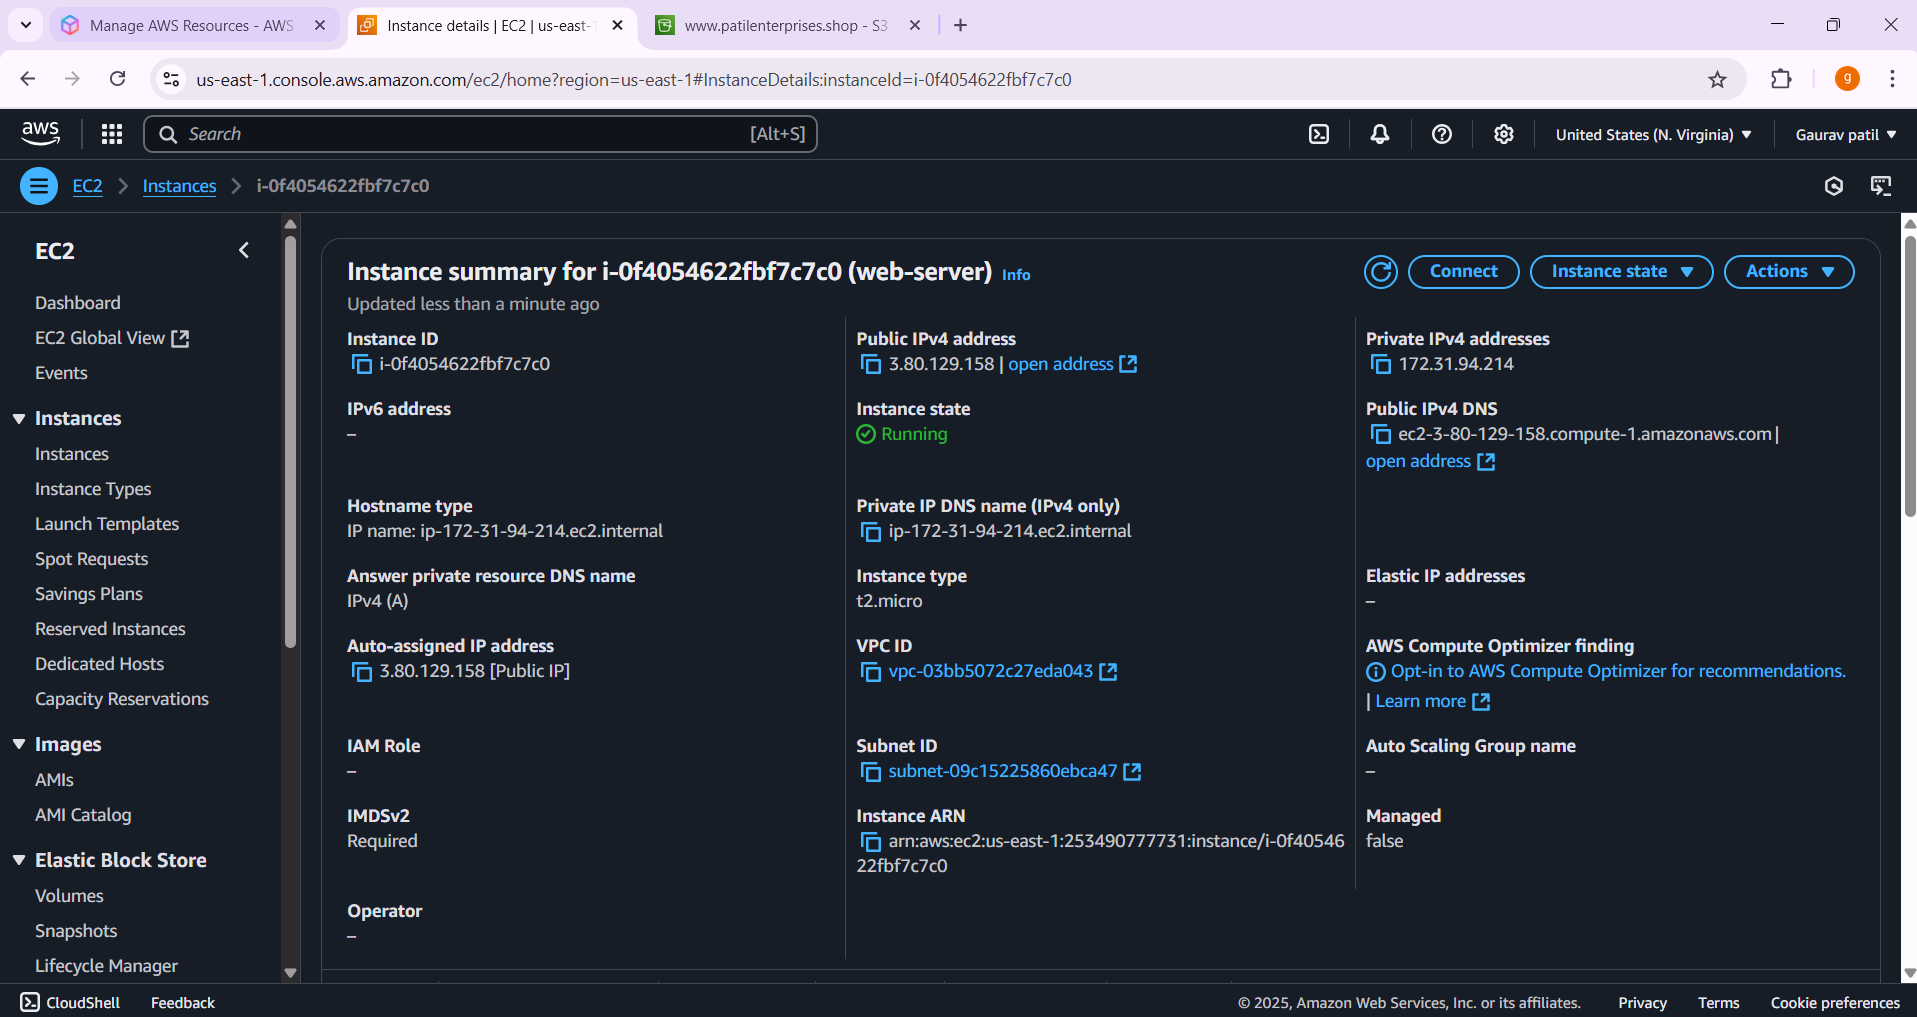 Manage AWS Resources - AWS
Instance details | EC2 | us-east-1
www.patilenterprises.shop - S3
us-east-1.console.aws.amazon.com/ec2/home?region=us-east-1#InstanceDetails:instanceId=i-0f4054622fbf7c7c0
g
aws
Search
[Alt+S]
United States (N. Virginia)
Gaurav patil
EC2
Instances
i-0f4054622fbf7c7c0
EC2
Dashboard
EC2 Global View
Events
Instances
Instances
Instance Types
Launch Templates
Spot Requests
Savings Plans
Reserved Instances
Dedicated Hosts
Capacity Reservations
Images
AMIs
AMI Catalog
Elastic Block Store
Volumes
Snapshots
Lifecycle Manager
Instance summary for i-0f4054622fbf7c7c0 (web-server) Info
Updated less than a minute ago
Connect
Instance state
Actions
Instance ID
i-0f4054622fbf7c7c0
Public IPv4 address
3.80.129.158 | open address
Private IPv4 addresses
172.31.94.214
IPv6 address
–
Instance state
Running
Public IPv4 DNS
ec2-3-80-129-158.compute-1.amazonaws.com |
open address
Hostname type
IP name: ip-172-31-94-214.ec2.internal
Private IP DNS name (IPv4 only)
ip-172-31-94-214.ec2.internal
Answer private resource DNS name
IPv4 (A)
Instance type
t2.micro
Elastic IP addresses
–
Auto-assigned IP address
3.80.129.158 [Public IP]
VPC ID
vpc-03bb5072c27eda043
AWS Compute Optimizer finding
Opt-in to AWS Compute Optimizer for recommendations.
| Learn more
IAM Role
–
Subnet ID
subnet-09c15225860ebca47
Auto Scaling Group name
–
IMDSv2
Required
Instance ARN
arn:aws:ec2:us-east-1:253490777731:instance/i-0f40546
22fbf7c7c0
Managed
false
Operator
–
CloudShell
Feedback
© 2025, Amazon Web Services, Inc. or its affiliates.
Privacy
Terms
Cookie preferences